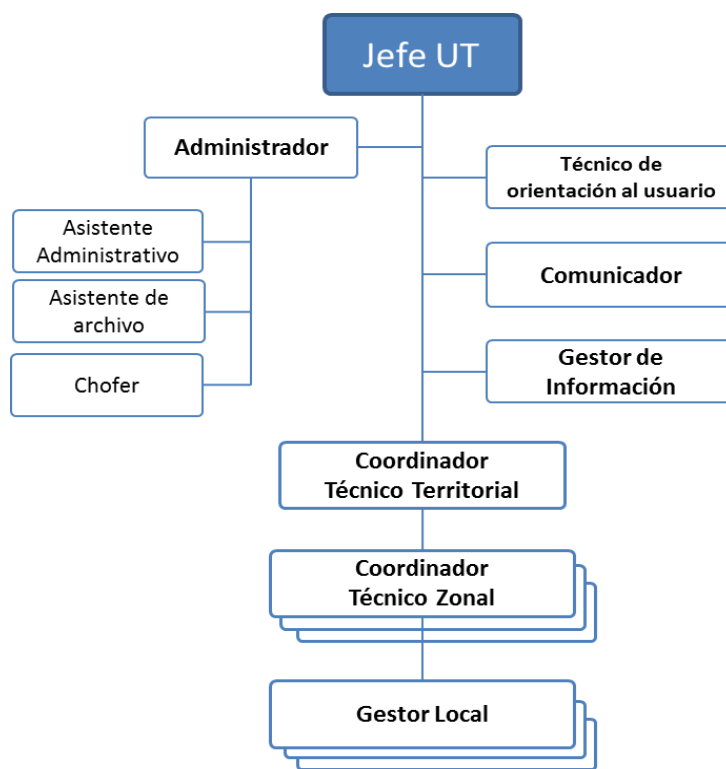 Jefe UT
Administrador
Técnico de
orientación al usuario
Asistente
Administrativo
Comunicador
Asistente de
archivo
Chofer
Gestor de
Información
Coordinador
Técnico Territorial
Coordinador
Técnico Zonal
Gestor Local